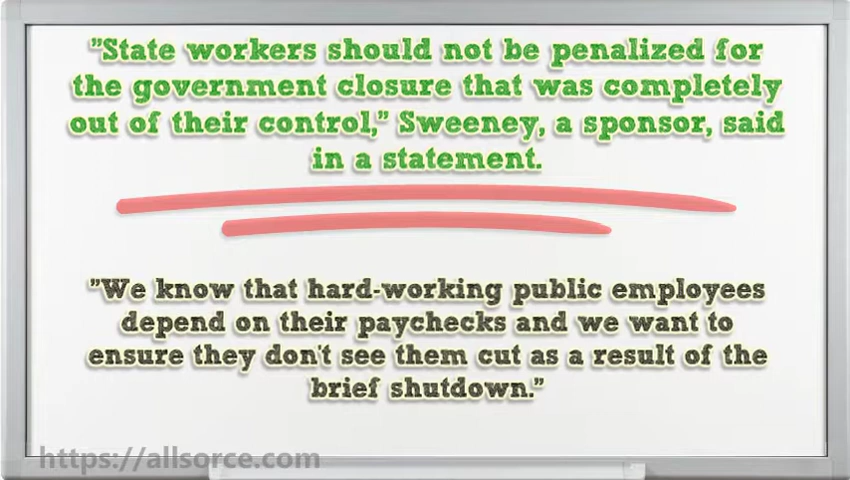 "State workers should not be penalized for
the government closure that was completely
out of their control," Sweeney, a sponsor, said
in a statement.
"We know that hard-working public employees
depend on their paychecks and we want to
ensure they don't see them cut as a result of the
brief shutdown."
https://allsorce.com